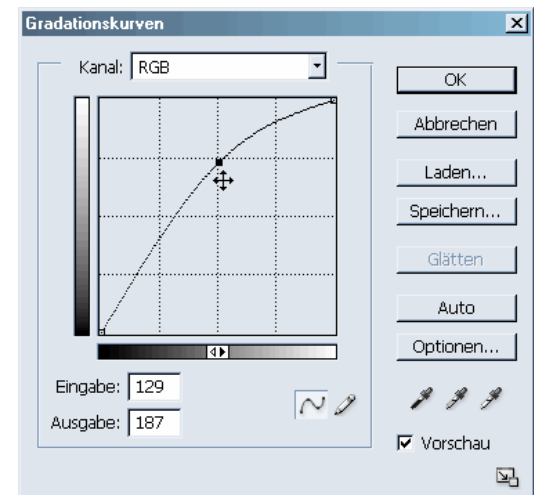 Gradationskurven
Kanal: RGB
OK
Abbrechen
Laden...
Speichern...
Glätten
Auto
Optionen...
Eingabe: 129
Ausgabe: 187
Vorschau